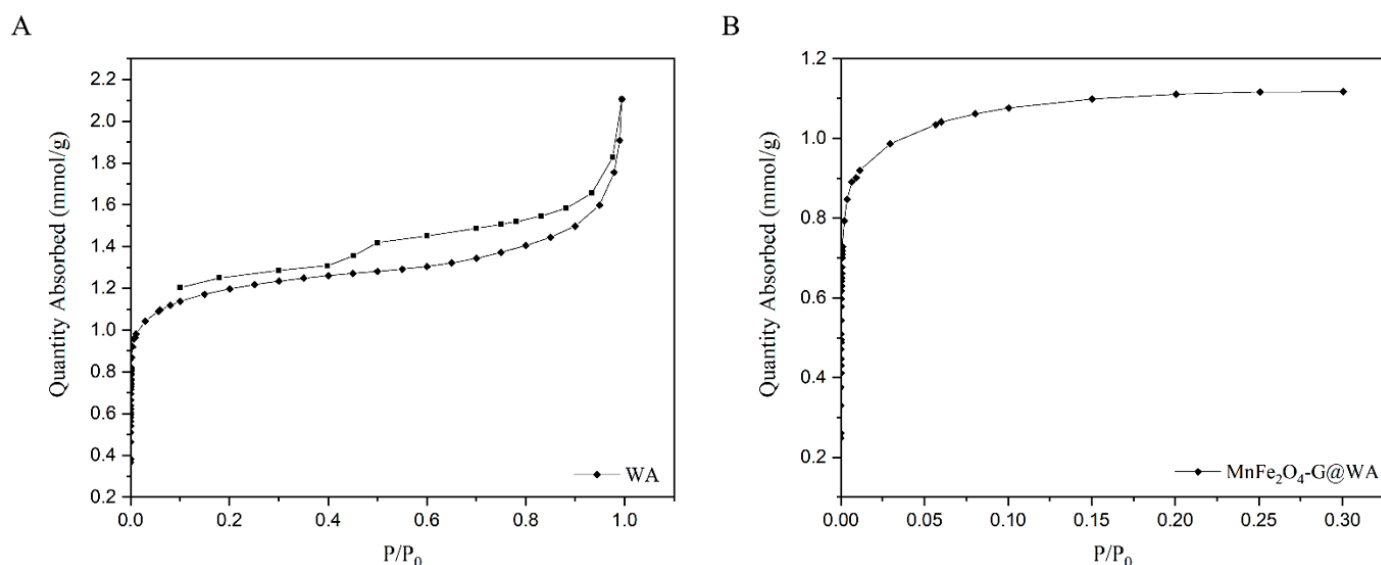 A
Quantity Absorbed (mmol/g)
2.2
2.0
1.8
1.6
1.4
1.2
1.0
0.8
0.6
0.4
0.2
0.0 0.2 0.4 0.6 0.8 1.0
P/P₀
WA
B
Quantity Absorbed (mmol/g)
1.2
1.0
0.8
0.6
0.4
0.2
0.00 0.05 0.10 0.15 0.20 0.25 0.30
P/P₀
MnFe₂O₄-G@WA